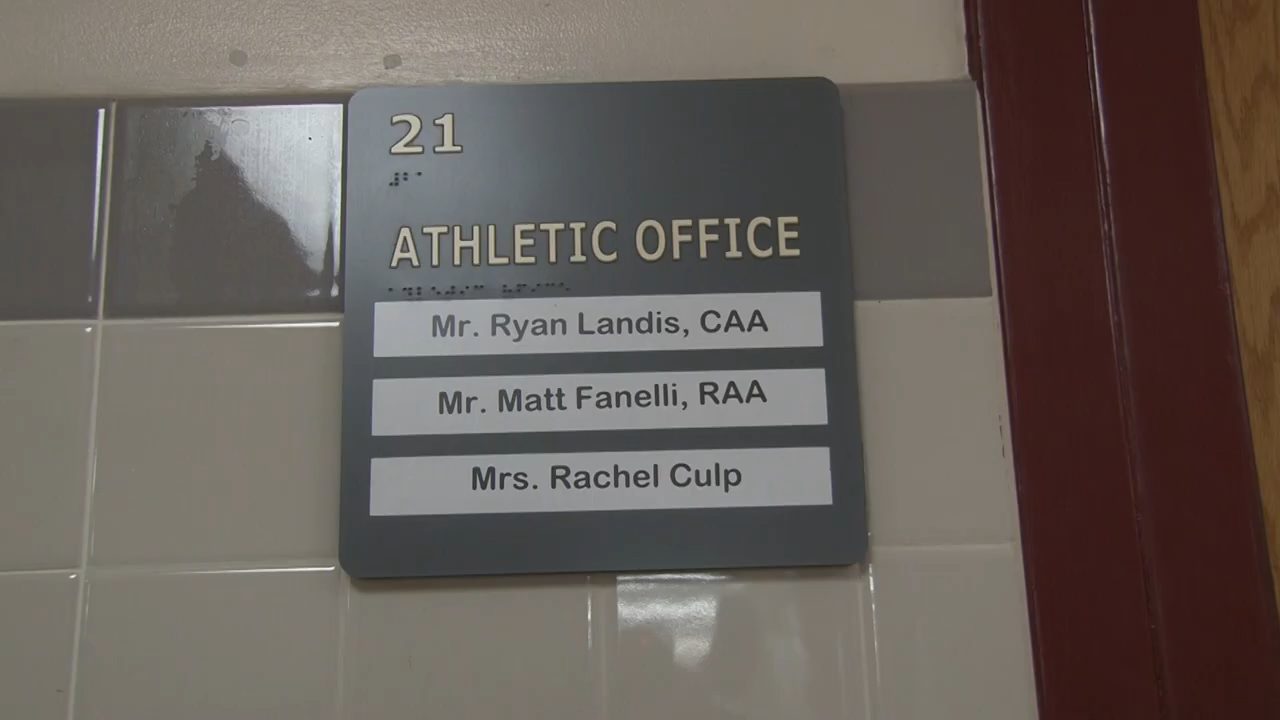 21
ATHLETIC OFFICE
Mr. Ryan Landis, CAA
Mr. Matt Fanelli, RAA
Mrs. Rachel Culp